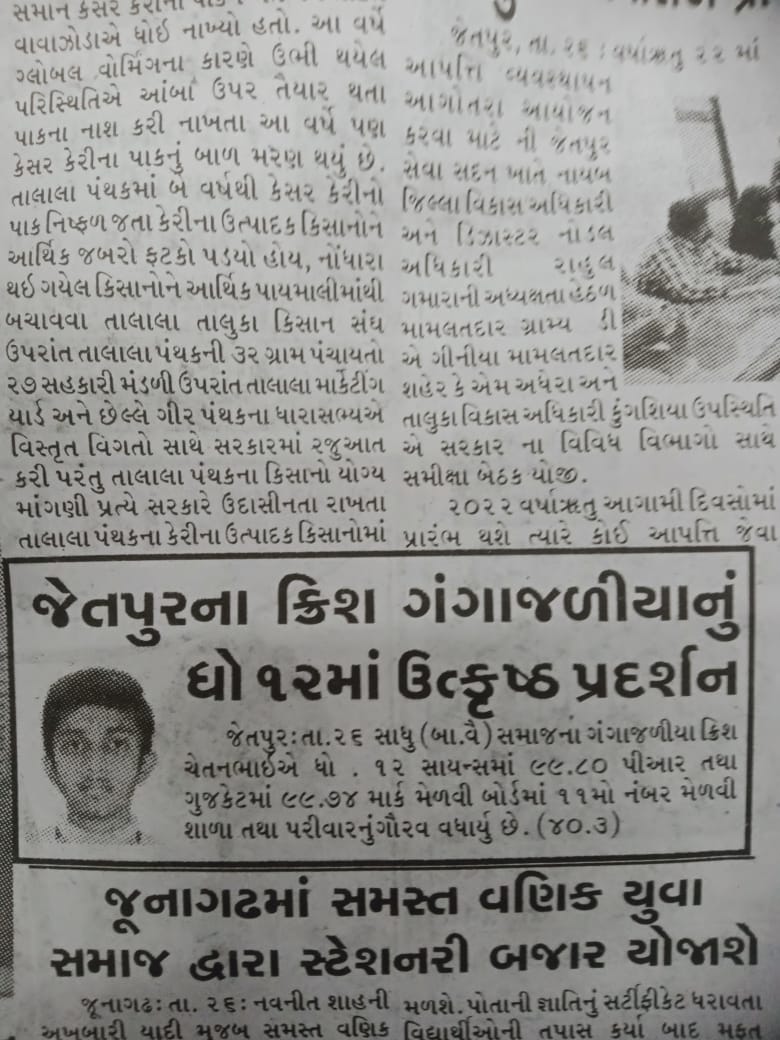 સમાન કેસર કેરીના
વાવાઝોડાએ ધોઈ નાખ્યો હતો. આ વર્ષે
ગ્લોબલ વોર્મિગના કારણે ઉભી થયેલ
પરિસ્થિતિએ આંબા ઉપર તૈયાર થતા
પાકના નાશ કરી નાખતા આ વર્ષે પણ
કેસર કેરીના પાકનું બાળ મરણ થયું છે.
તાલાલા પંથકમાં બે વર્ષથી કેસર કેરીનો
પાક નિષ્ફળ જતા કેરીના ઉત્પાદક કિસાનોને
આર્થિક જબરો ફટકો પડયો હોય, નોંધારા
થઈ ગયેલ કિસાનોને આર્થિક પાયમાલીમાંથી
બચાવવા તાલાલા તાલુકા કિસાન સંઘ
ઉપરાંત તાલાલા પંથકની ૩૨ ગ્રામ પંચાયતો
૨૭ સહકારી મંડળી ઉપરાંત તાલાલા માર્કેટીંગ
યાર્ડ અને છેલ્લે ગીર પંથકના ધારાસભ્યએ
વિસ્તૃત વિગતો સાથે સરકારમાં રજુઆત
કરી પરંતુ તાલાલા પંથકના કિસાનો યોગ્ય
માંગણી પ્રત્યે સરકારે ઉદાસીનતા રાખતા
તાલાલા પંથકના કેરીના ઉત્પાદક કિસાનોમાં
જેતપુર, તા. ૨૬ : વર્ષાઋતુ ૨૨ માં
આપત્તિ વ્યવસ્થાપન
આગોતરા આયોજન
કરવા માટે ની જેતપુર
સેવા સદન ખાતે નાયબ
જિલ્લા વિકાસ અધિકારી
અને ડિઝાસ્ટર નોડલ
અધિકારી રાહુલ
ગમારાની અધ્યક્ષતા હેઠળ
મામલતદાર ગ્રામ્ય ડી
એ ગીનીયા મામલતદાર
શહેર કે એમ અઘેરા અને
તાલુકા વિકાસ અધિકારી કુંગશિયા ઉપસ્થિતિ
એ સરકાર ના વિવિધ વિભાગો સાથે
સમીક્ષા બેઠક યોજી.
૨૦૨૨ વર્ષાઋતુ આગામી દિવસોમાં
પ્રારંભ થશે ત્યારે કોઈ આપત્તિ જેવા
જેતપુરના ક્રિશ ગંગાજળીયાનું
ધો ૧૨માં ઉત્કૃષ્ઠ પ્રદર્શન
જેતપુર:તા.૨૬ સાધુ (બા.વૈ) સમાજના ગંગાજળીયા ક્રિશ
ચેતનભાઈએ ધો . ૧૨ સાયન્સમાં ૯૯.૮૦ પીઆર તથા
ગુજકેટમાં ૯૯.૭૪ માર્ક મેળવી બોર્ડમાં ૧૧મો નંબર મેળવી
શાળા તથા પરીવારનુંગૌરવ વધાર્યુ છે. (૪૦.૩)
જૂનાગઢમાં સમસ્ત વણિક યુવા
સમાજ દ્વારા સ્ટેશનરી બજાર યોજાશે
જૂનાગઢ: તા. ૨૬: નવનીત શાહની
અખબારી યાદી મુજબ સમસ્ત વણિક
મળશે. પોતાની જ્ઞાતિનું સર્ટીફીકેટ ધરાવતા
વિદ્યાર્થીઓની તપાસ કર્યા બાદ મફત